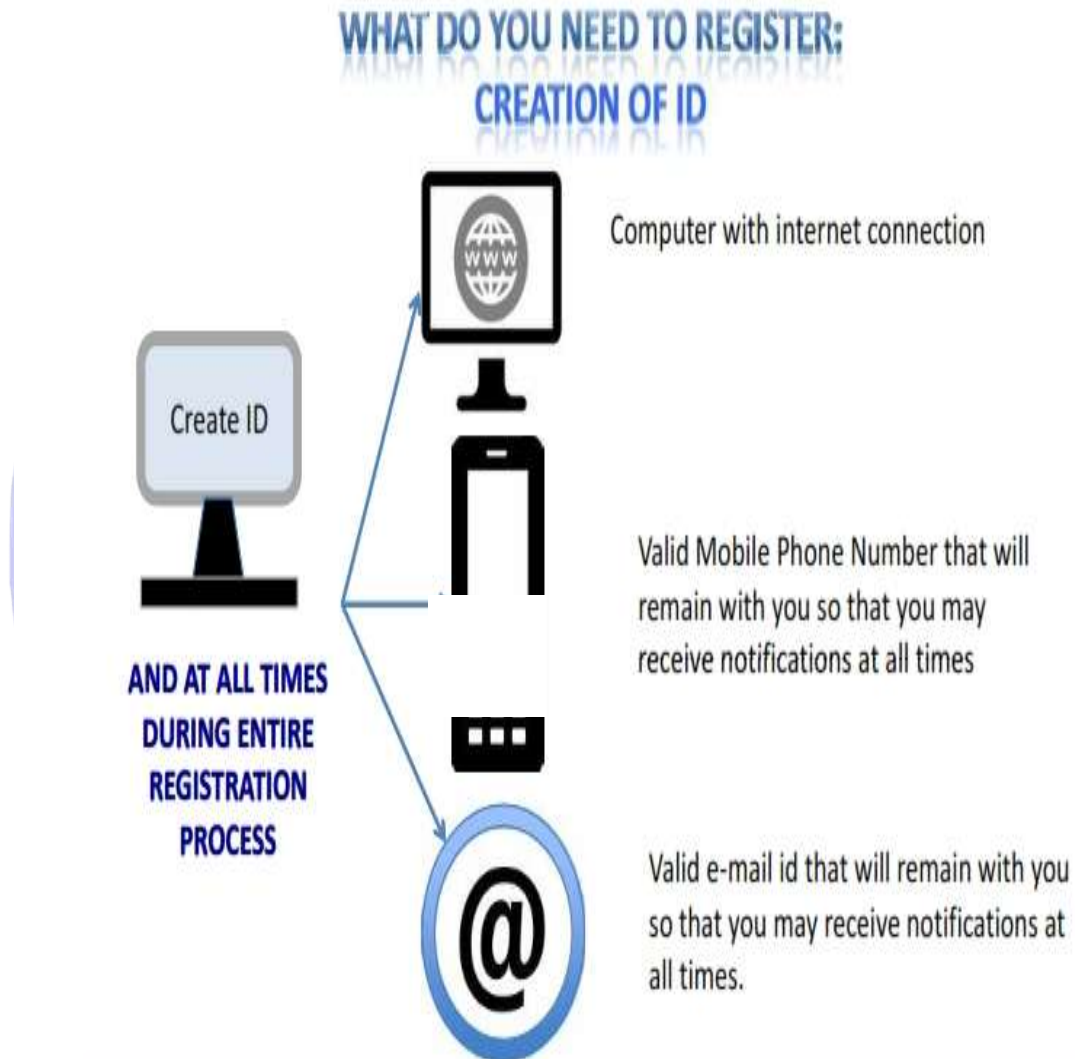 WHAT DO YOU NEED TO REGISTER:
CREATION OF ID
www
Computer with internet connection
Create ID
Valid Mobile Phone Number that will
remain with you so that you may
receive notifications at all times
AND AT ALL TIMES
DURING ENTIRE
REGISTRATION
PROCESS
@
Valid e-mail id that will remain with you
so that you may receive notifications at
all times.